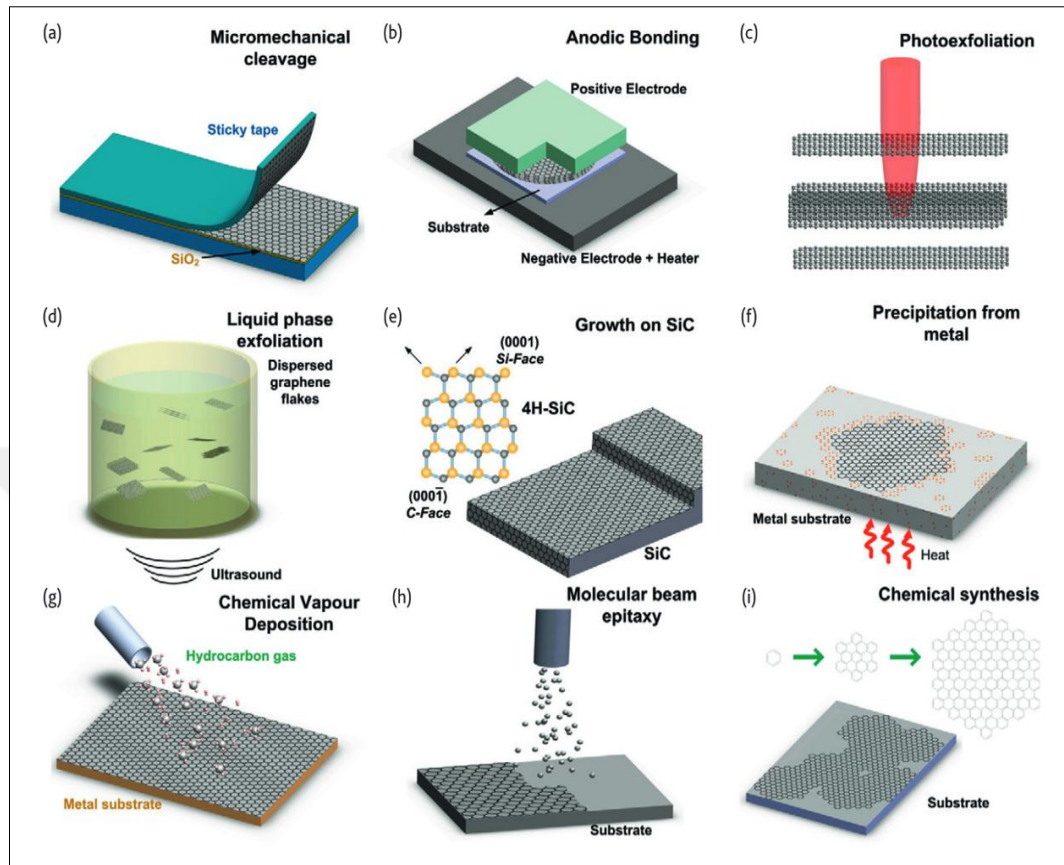 (a)
Micromechanical
cleavage
Sticky tape
SiO₂
(b)
Anodic Bonding
Positive Electrode
Substrate
Negative Electrode + Heater
(c)
Photoexfoliation
(d)
Liquid phase
exfoliation
Dispersed
graphene
flakes
Ultrasound
(e)
Growth on SiC
(0001)
Si-Face
4H-SiC
(0001̄)
C-Face
SiC
(f)
Precipitation from
metal
Metal substrate
Heat
(g)
Chemical Vapour
Deposition
Hydrocarbon gas
Metal substrate
(h)
Molecular beam
epitaxy
Substrate
(i)
Chemical synthesis
Substrate